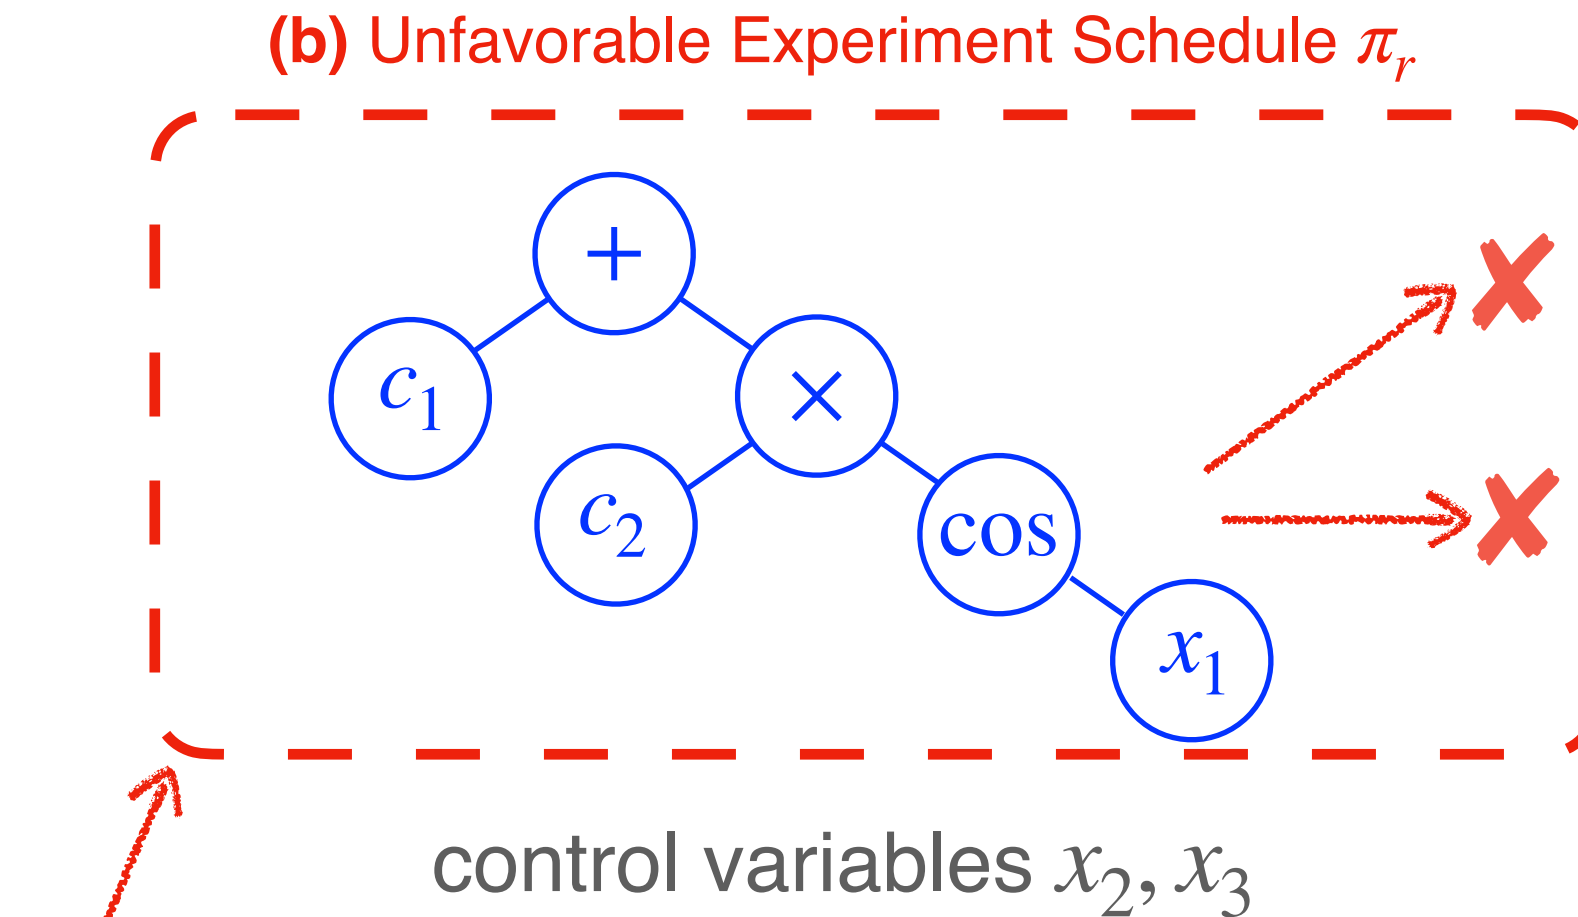 (b) Unfavorable Experiment Schedule πᵣ
+
c₁
×
c₂
cos
x₁
control variables x₂, x₃